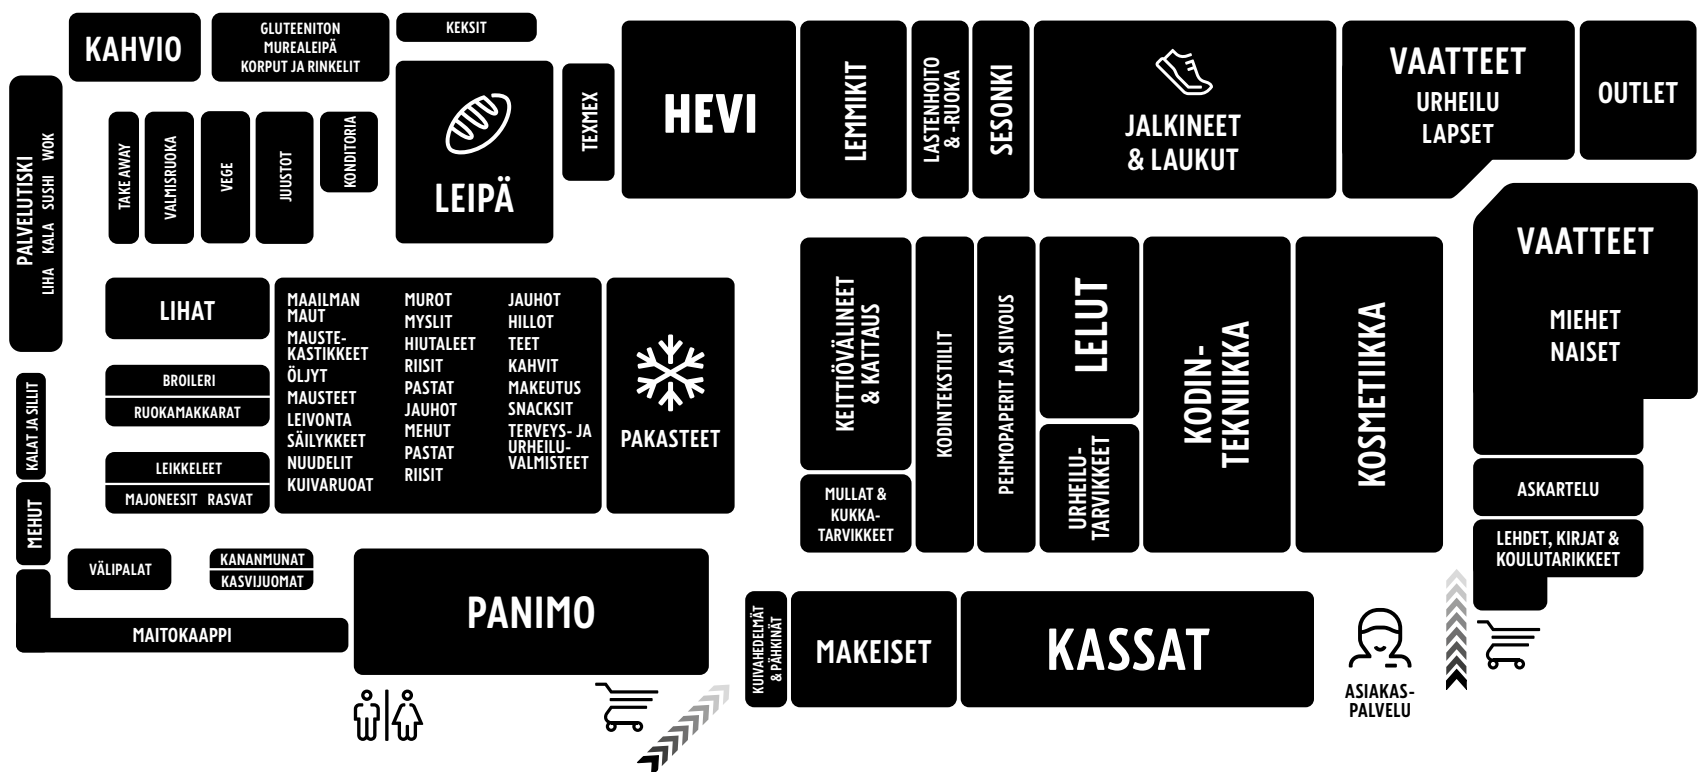 KAHVIO
GLUTEENITON
MUREALEIPÄ
KORPUT JA RINKELIT
KEKSIT
PALVELUTISKI
LIHA KALA SUSHI WOK
TAKE AWAY
VALMISRUOKA
VEGE
JUUSTOT
KONDITORIA
LEIPÄ
TEXMEX
HEVI
LEMMIKIT
LASTENHOITO
& -RUOKA
SESONKI
JALKINEET
& LAUKUT
VAATTEET
URHEILU
LAPSET
OUTLET
VAATTEET
MIEHET
NAISET
LIHAT
BROILERI
RUOKAMAKKARAT
LEIKKELEET
MAJONEESIT RASVAT
KALAT JA SILLIT
MEHUT
MAAILMAN
MAUT
MAUSTE-
KASTIKKEET
ÖLJYT
MAUSTEET
LEIVONTA
SÄILYKKEET
NUUDELIT
KUIVARUOAT
MUROT
MYSLIT
HIUTALEET
RIISIT
PASTAT
JAUHOT
MEHUT
PASTAT
RIISIT
JAUHOT
HILLOT
TEET
KAHVIT
MAKEUTUS
SNACKSIT
TERVEYS- JA
URHEILU-
VALMISTEET
PAKASTEET
KEITTIÖVÄLINEET
& KATTAUS
MULLAT &
KUKKA-
TARVIKKEET
KODINTEKSTIILIT
PEHMOPAPERIT JA SIIVOUS
LELUT
URHEILU-
TARVIKKEET
KODIN-
TEKNIIKKA
KOSMETIIKKA
ASKARTELU
LEHDET, KIRJAT &
KOULUTARIKKEET
VÄLIPALAT
KANANMUNAT
KASVIJUOMAT
MAITOKAAPPI
PANIMO
KUIVAHEDELMÄT
& PÄHKINÄT
MAKEISET
KASSAT
ASIAKAS-
PALVELU